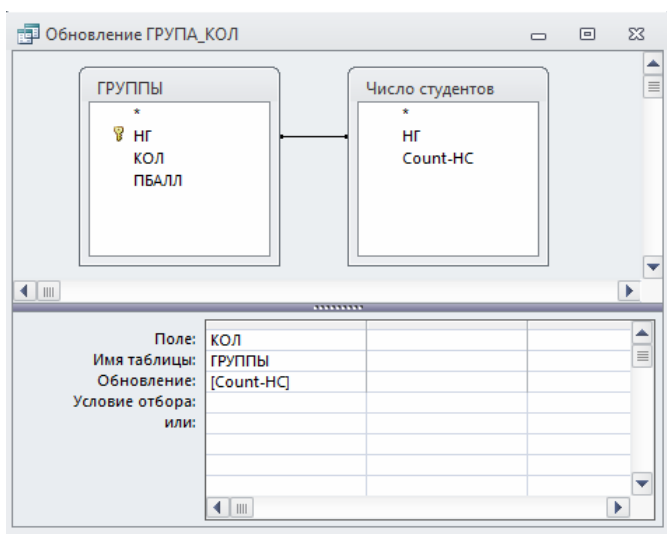 Обновление ГРУПА_КОЛ
ГРУППЫ
*
НГ
КОЛ
ПБАЛЛ
Число студентов
*
НГ
Count-НС
Поле: КОЛ
Имя таблицы: ГРУППЫ
Обновление: [Count-НС]
Условие отбора:
или: